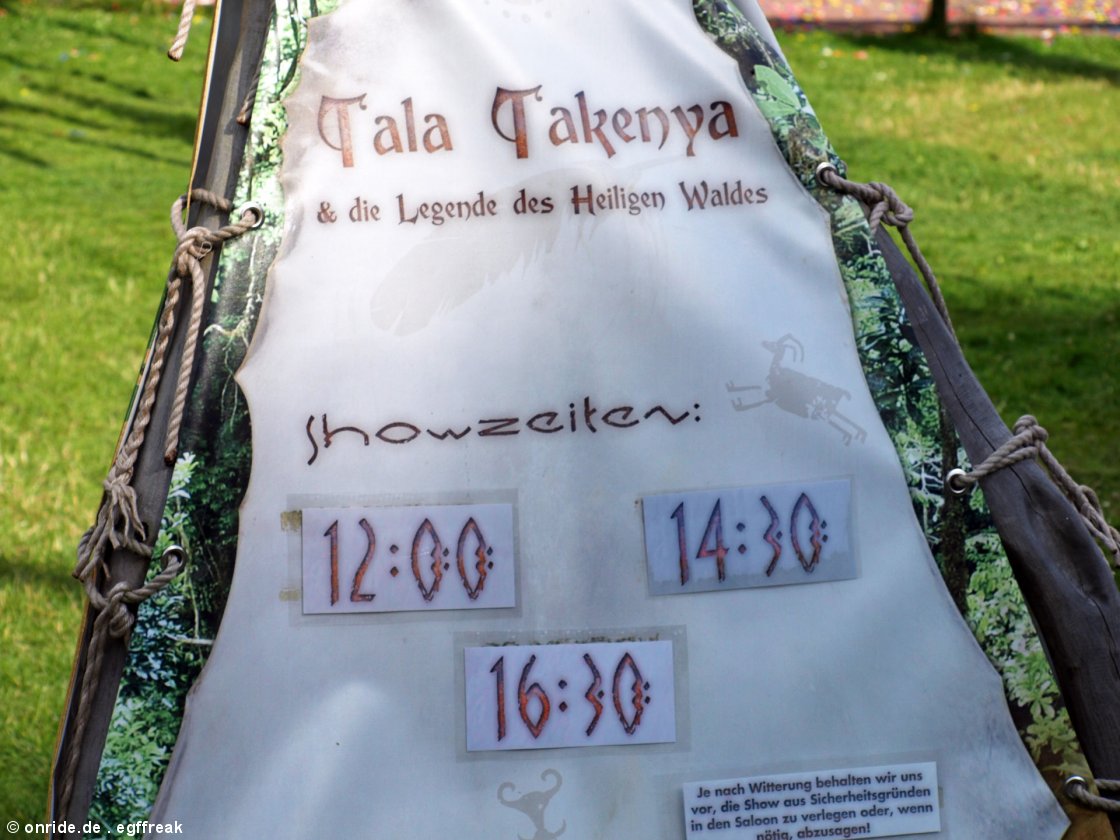 Tala Takenya
& die Legende des Heiligen Waldes
Showzeiten:
12:00
14:30
16:30
Je nach Witterung behalten wir uns
vor, die Show aus Sicherheitsgründen
in den Saloon zu verlegen oder, wenn
nötig, abzusagen!
© onride.de . egffreak